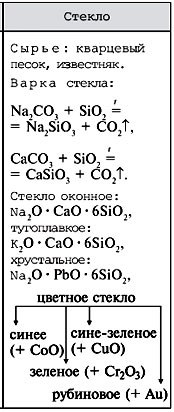 Стекло
Сырье: кварцевый
песок, известняк.
Варка стекла:
Na₂CO₃ + SiO₂ =ᵗ
= Na₂SiO₃ + CO₂↑,
CaCO₃ + SiO₂ =ᵗ
= CaSiO₃ + CO₂↑.
Стекло оконное:
Na₂O · CaO · 6SiO₂,
тугоплавкое:
K₂O · CaO · 6SiO₂,
хрустальное:
Na₂O · PbO · 6SiO₂,
цветное стекло
синее сине-зеленое
(+ CoO) (+ CuO)
зеленое (+ Cr₂O₃)
рубиновое (+ Au)